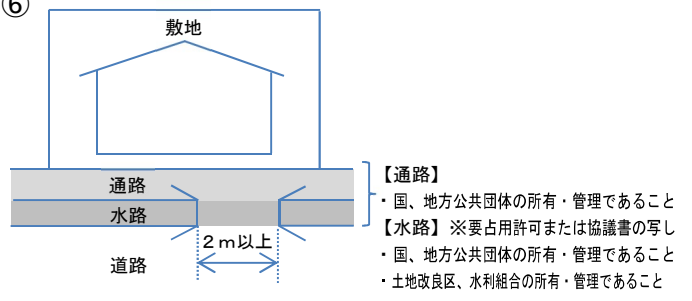 ⑥
敷地
通路
水路
2m以上
道路
【通路】
・国、地方公共団体の所有・管理であること
【水路】※要占用許可または協議書の写し
・国、地方公共団体の所有・管理であること
・土地改良区、水利組合の所有・管理であること